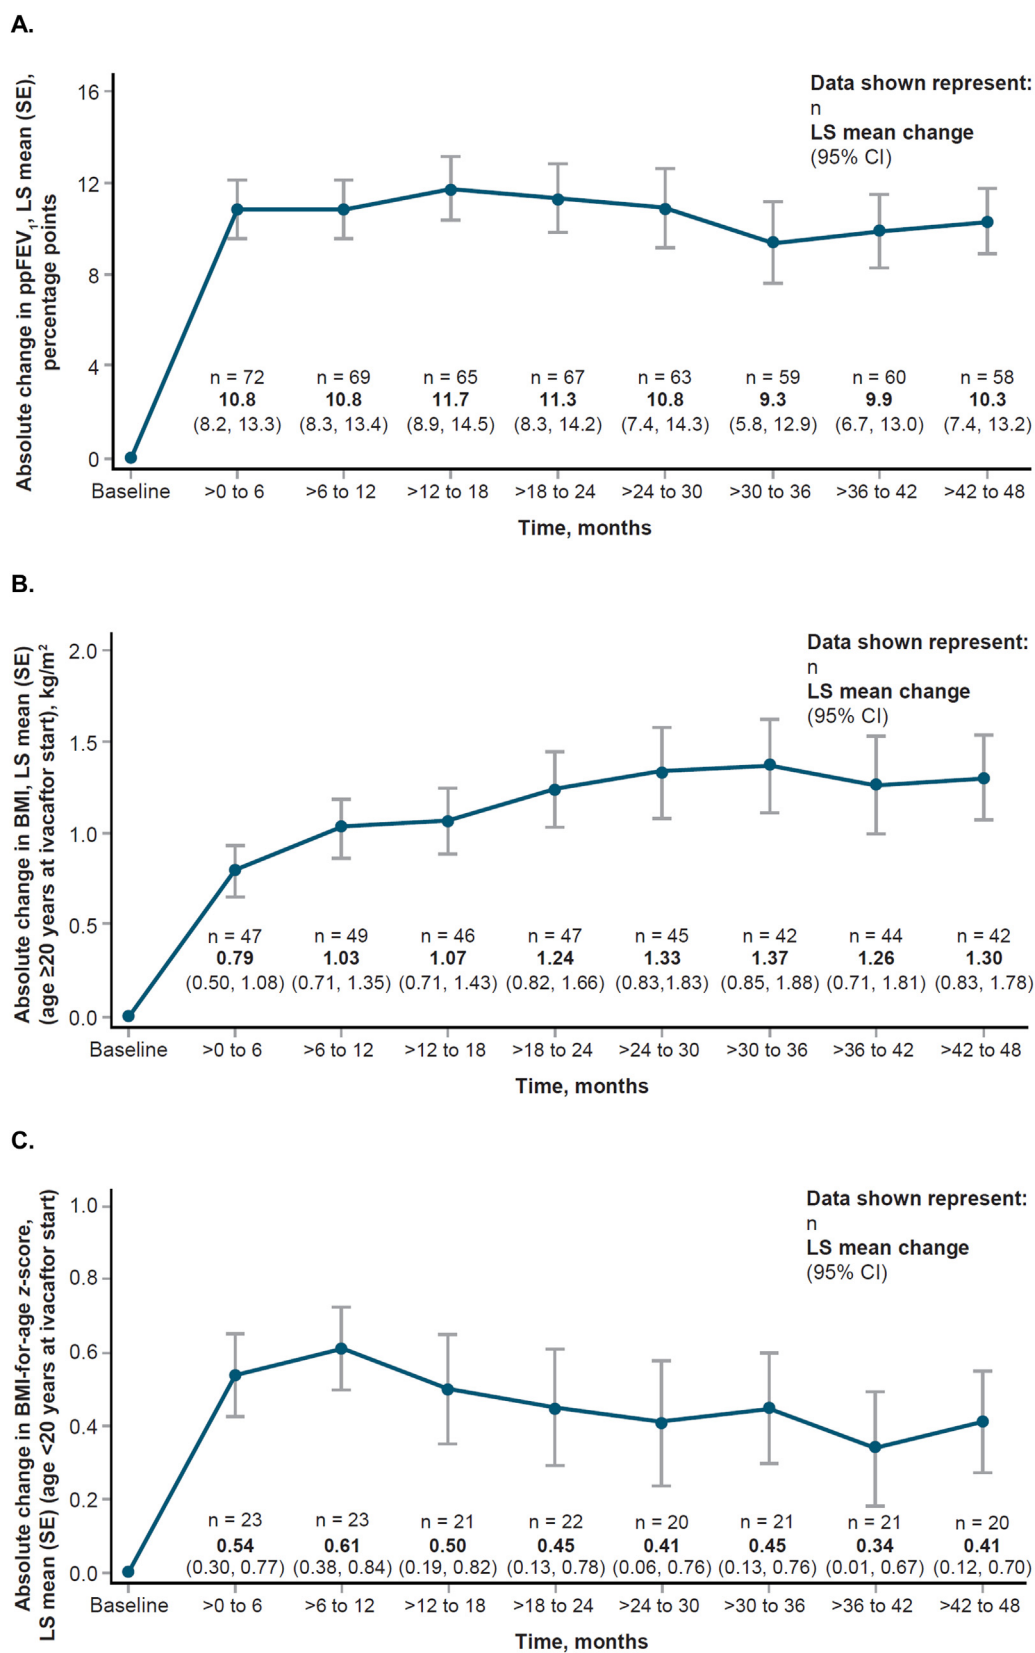 A.
Absolute change in ppFEV1, LS mean (SE),
percentage points
16
12
8
4
0
Data shown represent:
n
LS mean change
(95% CI)
n = 72 n = 69 n = 65 n = 67 n = 63 n = 59 n = 60 n = 58
10.8 10.8 11.7 11.3 10.8 9.3 9.9 10.3
(8.2, 13.3) (8.3, 13.4) (8.9, 14.5) (8.3, 14.2) (7.4, 14.3) (5.8, 12.9) (6.7, 13.0) (7.4, 13.2)
Baseline >0 to 6 >6 to 12 >12 to 18 >18 to 24 >24 to 30 >30 to 36 >36 to 42 >42 to 48
Time, months
B.
Absolute change in BMI, LS mean (SE)
(age ≥20 years at ivacaftor start), kg/m²
2.0
1.5
1.0
0.5
0.0
Data shown represent:
n
LS mean change
(95% CI)
n = 47 n = 49 n = 46 n = 47 n = 45 n = 42 n = 44 n = 42
0.79 1.03 1.07 1.24 1.33 1.37 1.26 1.30
(0.50, 1.08) (0.71, 1.35) (0.71, 1.43) (0.82, 1.66) (0.83,1.83) (0.85, 1.88) (0.71, 1.81) (0.83, 1.78)
Baseline >0 to 6 >6 to 12 >12 to 18 >18 to 24 >24 to 30 >30 to 36 >36 to 42 >42 to 48
Time, months
C.
Absolute change in BMI-for-age z-score,
LS mean (SE) (age <20 years at ivacaftor start)
1.0
0.8
0.6
0.4
0.2
0.0
Data shown represent:
n
LS mean change
(95% CI)
n = 23 n = 23 n = 21 n = 22 n = 20 n = 21 n = 21 n = 20
0.54 0.61 0.50 0.45 0.41 0.45 0.34 0.41
(0.30, 0.77) (0.38, 0.84) (0.19, 0.82) (0.13, 0.78) (0.06, 0.76) (0.13, 0.76) (0.01, 0.67) (0.12, 0.70)
Baseline >0 to 6 >6 to 12 >12 to 18 >18 to 24 >24 to 30 >30 to 36 >36 to 42 >42 to 48
Time, months